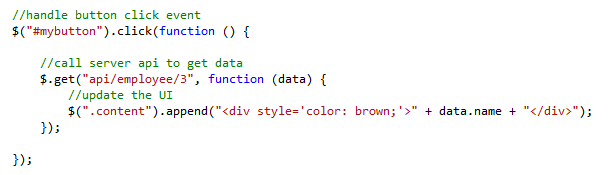 //handle button click event
$("#mybutton").click(function () {
//call server api to get data
$.get("api/employee/3", function (data) {
//update the UI
$(".content").append("<div style='color: brown;'>" + data.name + "</div>");
});
});